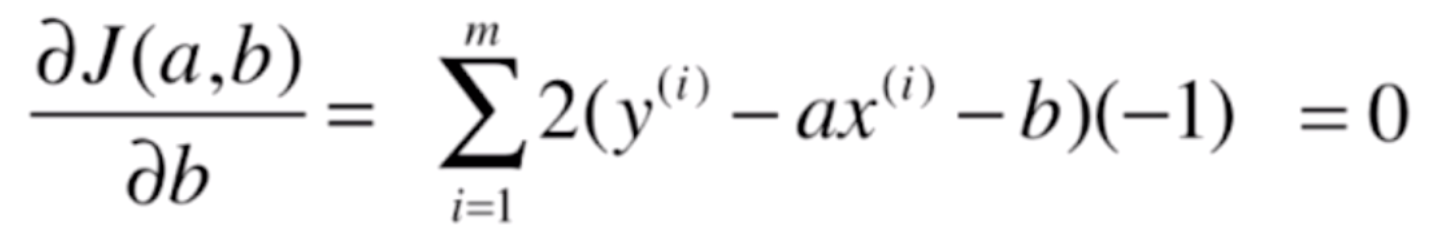 ∂J(a,b)/∂b = ∑_{i=1}^{m} 2(y^{(i)} − ax^{(i)} − b)(−1) = 0